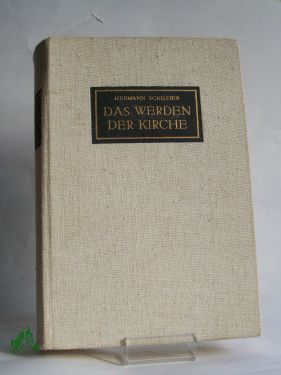 HERMANN SCHUSTER
DAS WERDEN
DER KIRCHE